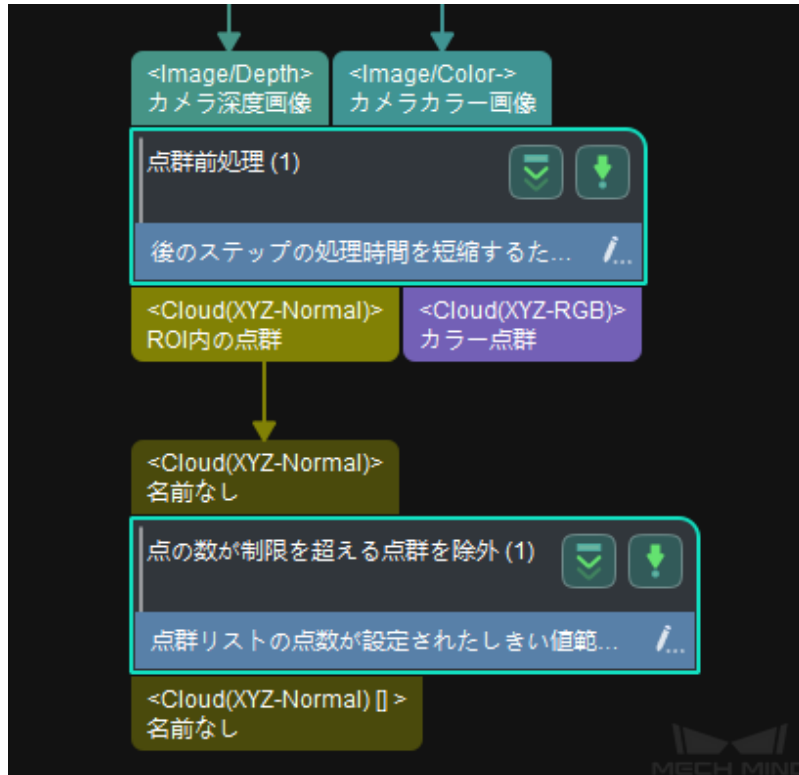 <Image/Depth>
カメラ深度画像
<Image/Color->
カメラカラー画像
点群前処理 (1)
後のステップの処理時間を短縮するた...
<Cloud(XYZ-Normal)>
ROI内の点群
<Cloud(XYZ-RGB)>
カラー点群
<Cloud(XYZ-Normal)>
名前なし
点の数が制限を超える点群を除外 (1)
点群リストの点数が設定されたしきい値範...
<Cloud(XYZ-Normal) [] >
名前なし
MECH MIND